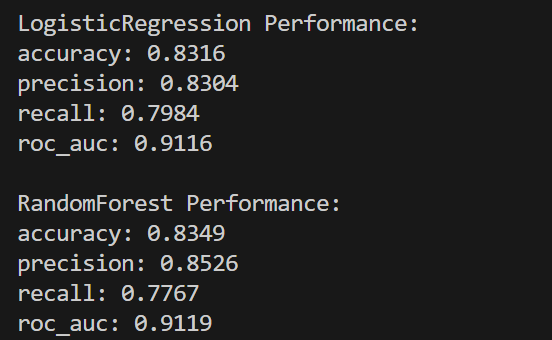 LogisticRegression Performance:
accuracy: 0.8316
precision: 0.8304
recall: 0.7984
roc_auc: 0.9116
RandomForest Performance:
accuracy: 0.8349
precision: 0.8526
recall: 0.7767
roc_auc: 0.9119